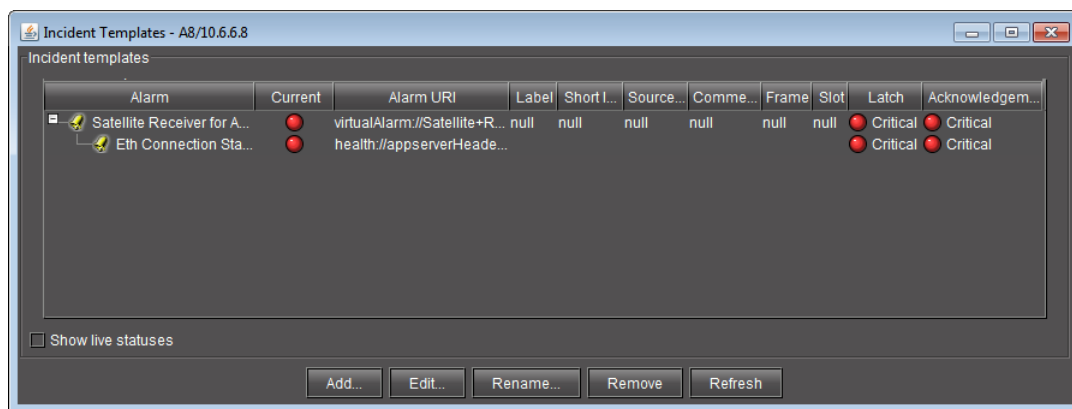 Incident Templates - A8/10.6.6.8
Incident templates
Alarm Current Alarm URI Label Short I... Source... Comme... Frame Slot Latch Acknowledgem...
Satellite Receiver for A... virtualAlarm://Satellite+R... null null null null null null Critical Critical
Eth Connection Sta... health://appserverHeade... Critical Critical
Show live statuses
Add... Edit... Rename... Remove Refresh